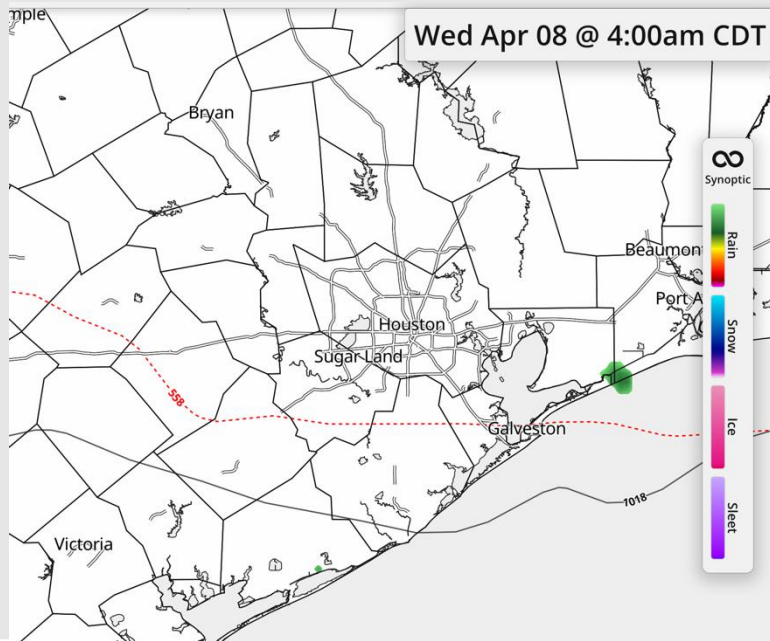 mple
Wed Apr 08 @ 4:00am CDT
Bryan
Synoptic
Rain
Snow
Ice
Sleet
Beaumon
Port A
Houston
Sugar Land
558
Galveston
1018
Victoria